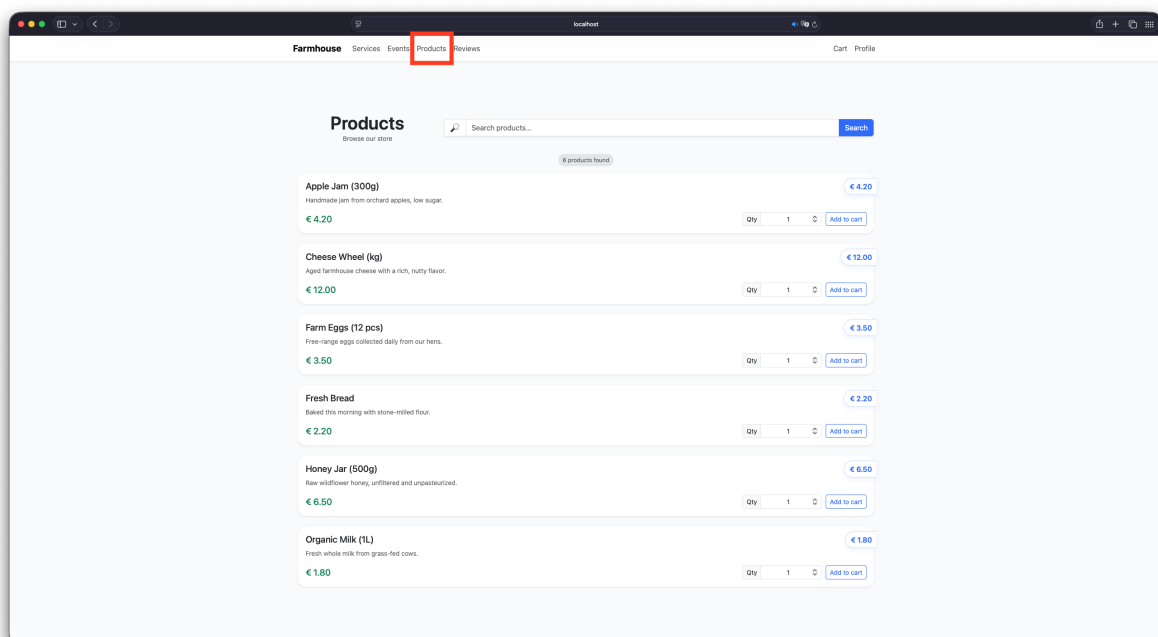 localhost
Farmhouse Services Events Products Reviews Cart Profile
Products
Browse our store
Search products...
Search
6 products found
Apple Jam (300g)
€ 4.20
Handmade jam from orchard apples, low sugar.
€ 4.20
Qty 1 Add to cart
Cheese Wheel (kg)
€ 12.00
Aged farmhouse cheese with a rich, nutty flavor.
€ 12.00
Qty 1 Add to cart
Farm Eggs (12 pcs)
€ 3.50
Free-range eggs collected daily from our hens.
€ 3.50
Qty 1 Add to cart
Fresh Bread
€ 2.20
Baked this morning with stone-milled flour.
€ 2.20
Qty 1 Add to cart
Honey Jar (500g)
€ 6.50
Raw wildflower honey, unfiltered and unpasteurized.
€ 6.50
Qty 1 Add to cart
Organic Milk (1L)
€ 1.80
Fresh whole milk from grass-fed cows.
€ 1.80
Qty 1 Add to cart